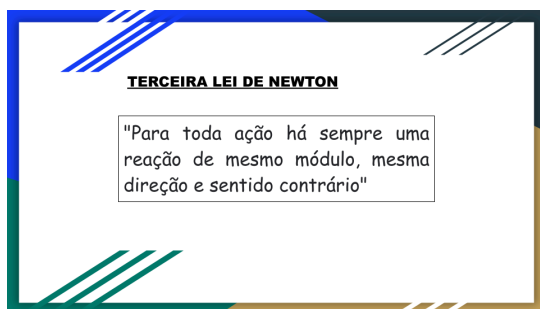 TERCEIRA LEI DE NEWTON
"Para toda ação há sempre uma
reação de mesmo módulo, mesma
direção e sentido contrário"